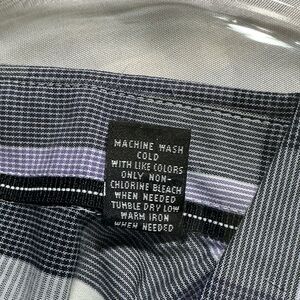 MACHINE WASH
COLD
WITH LIKE COLORS
ONLY NON-
CHLORINE BLEACH
WHEN NEEDED
TUMBLE DRY LOW
WARM IRON
WHEN NEEDED